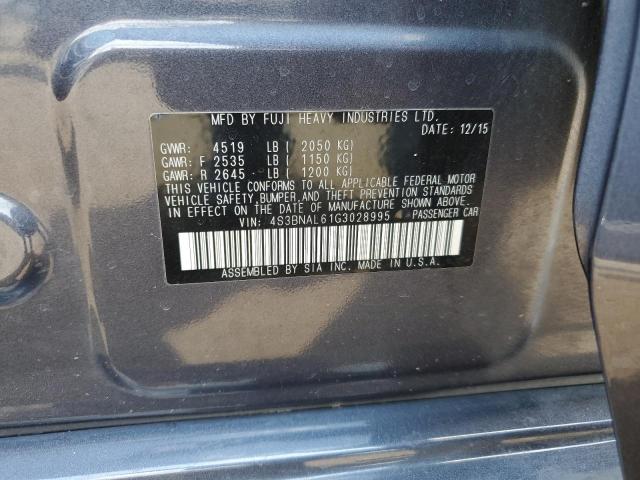 MFD BY FUJI HEAVY INDUSTRIES LTD.
DATE: 12/15
GVWR: 4519 LB ( 2050 KG)
GAWR: F 2535 LB ( 1150 KG)
GAWR: R 2645 LB ( 1200 KG)
THIS VEHICLE CONFORMS TO ALL APPLICABLE FEDERAL MOTOR
VEHICLE SAFETY,BUMPER,AND THEFT PREVENTION STANDARDS
IN EFFECT ON THE DATE OF MANUFACTURE SHOWN ABOVE.
VIN: 4S3BNAL61G3028995 PASSENGER CAR
ASSEMBLED BY SIA INC. MADE IN U.S.A.